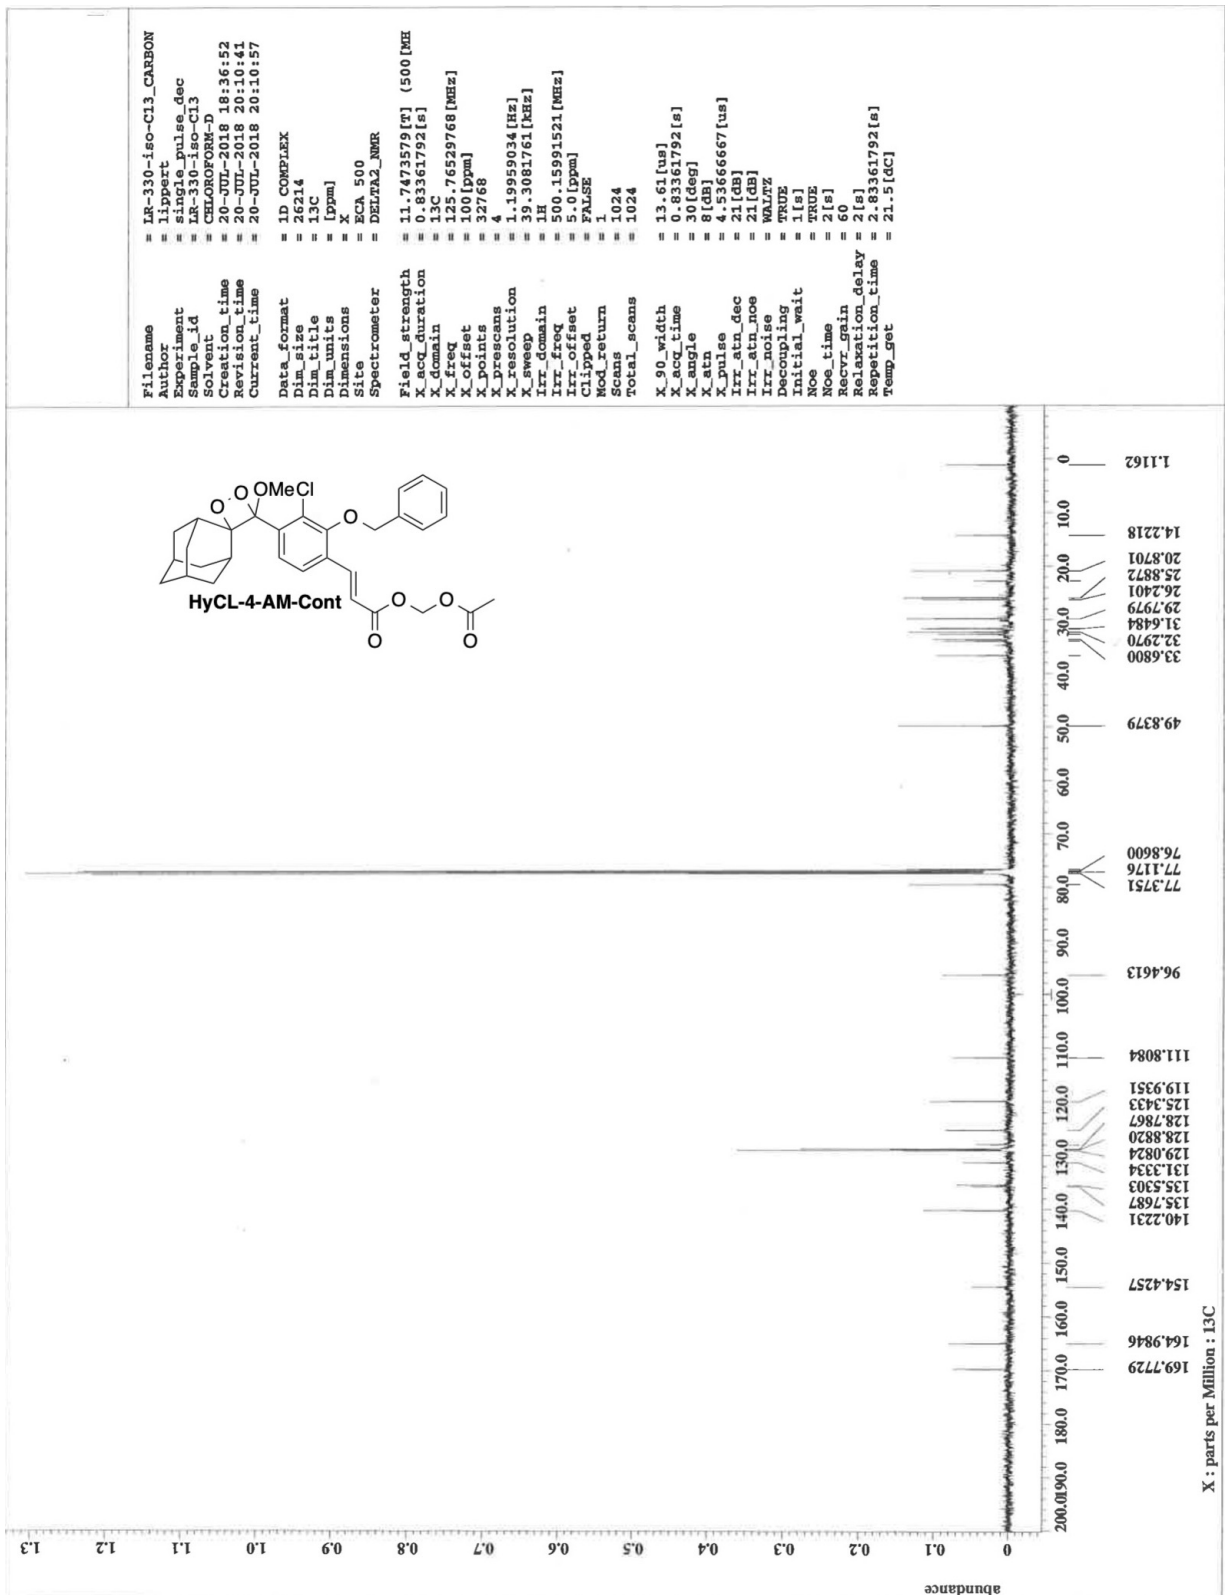 Filename = LR-330-iso-C13_CARBON
Author = lippert
Experiment = single_pulse_dec
Sample_id = LR-330-iso-C13
Solvent = CHLOROFORM-D
Creation_time = 20-JUL-2018 18:36:52
Revision_time = 20-JUL-2018 20:10:41
Current_time = 20-JUL-2018 20:10:57
Data_format = 1D COMPLEX
Dim_size = 26214
Dim_title = 13C
Dim_units = [ppm]
Dimensions = X
Site = ECA 500
Spectrometer = DELTA2_NMR
Field_strength = 11.7473579[T] (500[MH
X_acq_duration = 0.83361792[s]
X_domain = 13C
X_freq = 125.76529768[MHz]
X_offset = 100[ppm]
X_points = 32768
X_prescans = 4
X_resolution = 1.19959034[Hz]
X_sweep = 39.3081761[kHz]
Irr_domain = 1H
Irr_freq = 500.15991521[MHz]
Irr_offset = 5.0[ppm]
Clipped = FALSE
Mod_return = 1
Scans = 1024
Total_scans = 1024
X_90_width = 13.61[us]
X_acq_time = 0.83361792[s]
X_angle = 30[deg]
X_atn = 8[dB]
X_pulse = 4.53666667[us]
Irr_atn_dec = 21[dB]
Irr_atn_noe = 21[dB]
Irr_noise = WALTZ
Decoupling = TRUE
Initial_wait = 1[s]
Noe = TRUE
Noe_time = 2[s]
Recvr_gain = 60
Relaxation_delay = 2[s]
Repetition_time = 2.83361792[s]
Temp_get = 21.5[dC]
O O OMe Cl
O
HyCL-4-AM-Cont
O O
O O
abundance
0 0.1 0.2 0.3 0.4 0.5 0.6 0.7 0.8 0.9 1.0 1.1 1.2 1.3
200.0 190.0 180.0 170.0 160.0 150.0 140.0 130.0 120.0 110.0 100.0 90.0 80.0 70.0 60.0 50.0 40.0 30.0 20.0 10.0 0
169.7729
164.9846
154.4257
140.2231
135.7687
135.5303
131.3334
129.0824
128.8820
128.7867
125.3433
119.9351
111.8084
96.4613
77.3751
77.1176
76.8600
49.8379
33.6800
32.2970
31.6484
29.7979
26.2401
25.8872
20.8701
14.2218
1.1162
X : parts per Million : 13C